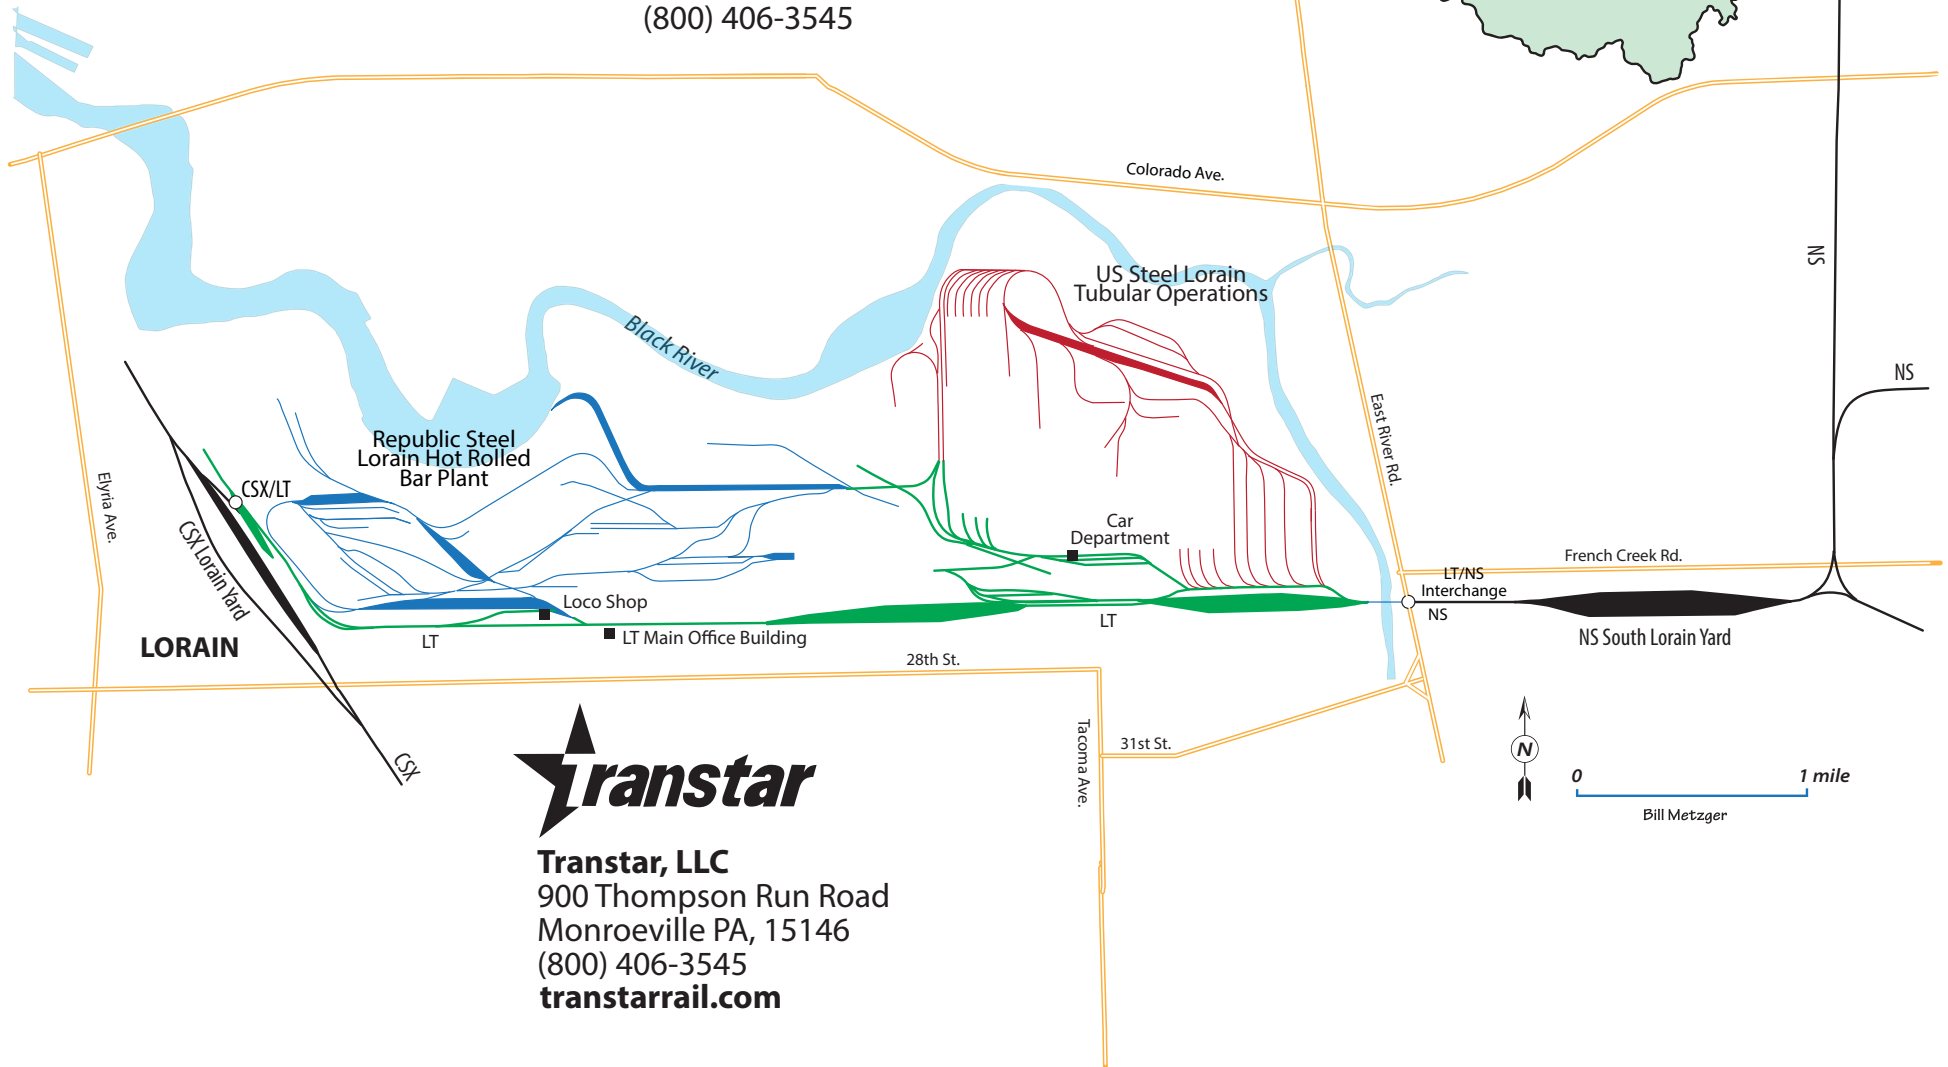 (800) 406-3545
Colorado Ave.
NS
US Steel Lorain
Tubular Operations
Black River
NS
East River Rd.
Republic Steel
Lorain Hot Rolled
Bar Plant
Elyria Ave.
CSX/LT
CSX Lorain Yard
Car
Department
French Creek Rd.
LT/NS
Interchange
NS
Loco Shop
LT
LT
LT Main Office Building
NS South Lorain Yard
LORAIN
28th St.
Tacoma Ave.
31st St.
CSX
N
0
1 mile
Bill Metzger
Transtar
Transtar, LLC
900 Thompson Run Road
Monroeville PA, 15146
(800) 406-3545
transtarrail.com